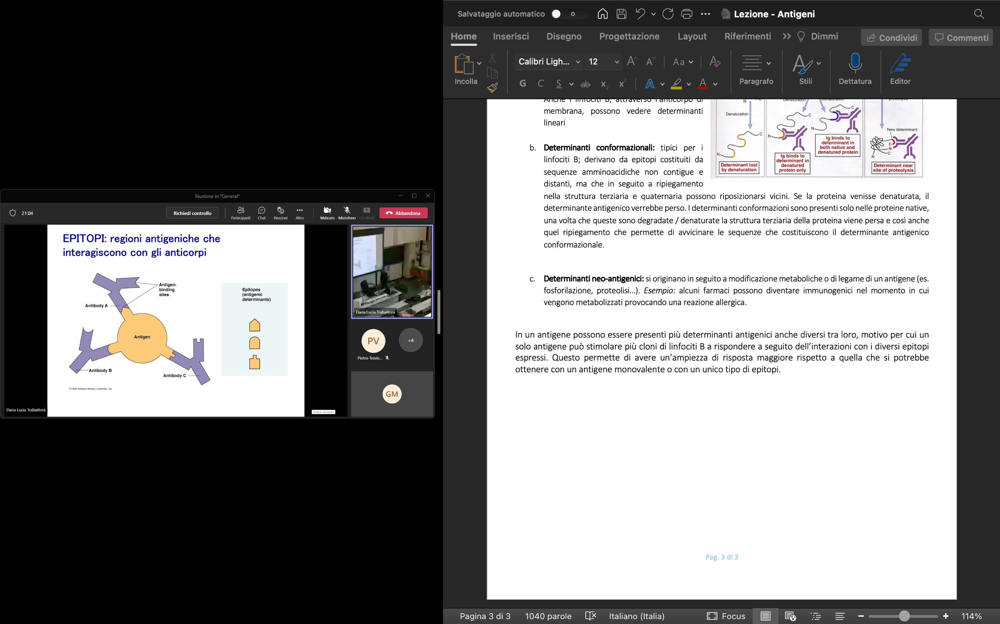 Riunione in "General"
21:04
Richiedi controllo
Partecipanti
Chat
Reazioni
Altro
Webcam
Microfono
Condividi
Abbandona
EPITOPI: regioni antigeniche che
interagiscono con gli anticorpi
Antigen-
binding
sites
Antibody A
Antigen
Antibody B
Antibody C
Epitopes
(antigenic
determinants)
©1999 Addison Wesley Longman, Inc.
Daria Lucia Trabattoni
Disattiva videocamera
Daria Lucia Trabattoni
PV
+4
Pietro Trevis...
GM
Salvataggio automatico
Lezione - Antigeni
Home
Inserisci
Disegno
Progettazione
Layout
Riferimenti
Dimmi
Condividi
Commenti
Incolla
Calibri Ligh...
12
Aa
G C S ab x2 x2 A A
Paragrafo
Stili
Dettatura
Editor
Anche i linfociti B, attraverso l'anticorpo di
membrana, possono vedere determinanti
lineari
b. Determinanti conformazionali: tipici per i
linfociti B; derivano da epitopi costituiti da
sequenze amminoacidiche non contigue e
distanti, ma che in seguito a ripiegamento
nella struttura terziaria e quaternaria possono riposizionarsi vicini. Se la proteina venisse denaturata, il
determinante antigenico verrebbe perso. I determinanti conformazioni sono presenti solo nelle proteine native,
una volta che queste sono degradate / denaturate la struttura terziaria della proteina viene persa e così anche
quel ripiegamento che permette di avvicinare le sequenze che costituiscono il determinante antigenico
conformazionale.
N
Denaturation
C
N
Determinant lost
by denaturation
Denaturation
C
N
Ig binds to
determinant in
denatured
protein only
Denaturation
C
N
Ig binds to
determinant in
both native and
denatured protein
proteolysis
New determinant
C
N
C
N
Determinant near
site of proteolysis
c. Determinanti neo-antigenici: si originano in seguito a modificazione metaboliche o di legame di un antigene (es.
fosforilazione, proteolisi...). Esempio: alcuni farmaci possono diventare immunogenici nel momento in cui
vengono metabolizzati provocando una reazione allergica.
In un antigene possono essere presenti più determinanti antigenici anche diversi tra loro, motivo per cui un
solo antigene può stimolare più cloni di linfociti B a rispondere a seguito dell'interazioni con i diversi epitopi
espressi. Questo permette di avere un'ampiezza di risposta maggiore rispetto a quella che si potrebbe
ottenere con un antigene monovalente o con un unico tipo di epitopi.
Pag. 3 di 3
Pagina 3 di 3
1040 parole
Italiano (Italia)
Focus
114%